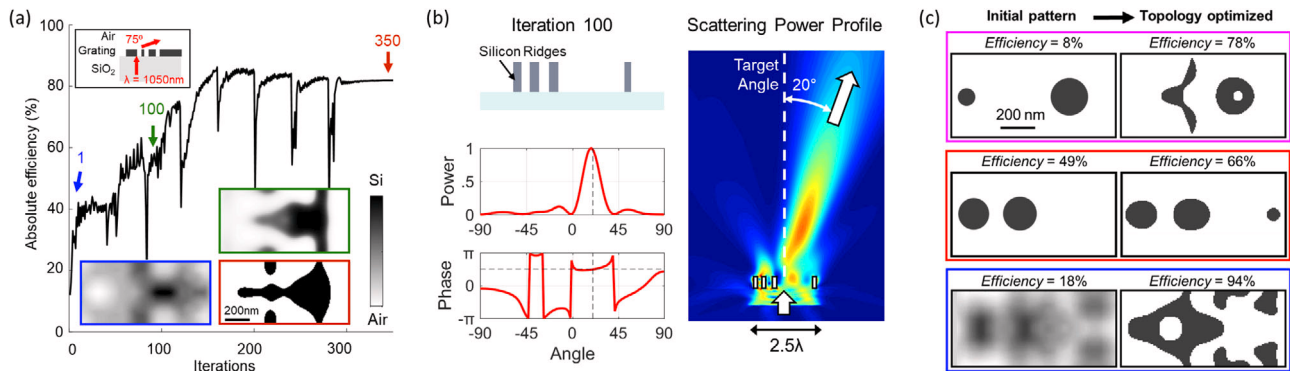 (a)
Absolute efficiency (%)
100
80
60
40
20
0
Air
Grating
SiO₂
75º
λ = 1050nm
350
100
1
Si
Air
200nm
0
100
200
300
Iterations
(b)
Iteration 100
Silicon Ridges
Power
1
0.5
0
-90
-45
0
45
90
Phase
π
0
-π
-90
-45
0
45
90
Angle
Scattering Power Profile
Target
Angle
20°
2.5λ
(c)
Initial pattern
Topology optimized
Efficiency = 8%
Efficiency = 78%
200 nm
Efficiency = 49%
Efficiency = 66%
Efficiency = 18%
Efficiency = 94%